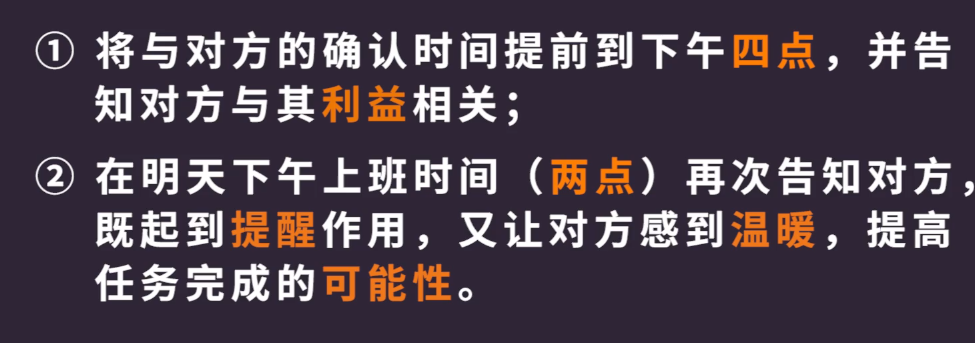 ① 将与对方的确认时间提前到下午四点，并告
知对方与其利益相关；
② 在明天下午上班时间（两点）再次告知对方，
既起到提醒作用，又让对方感到温暖，提高
任务完成的可能性。